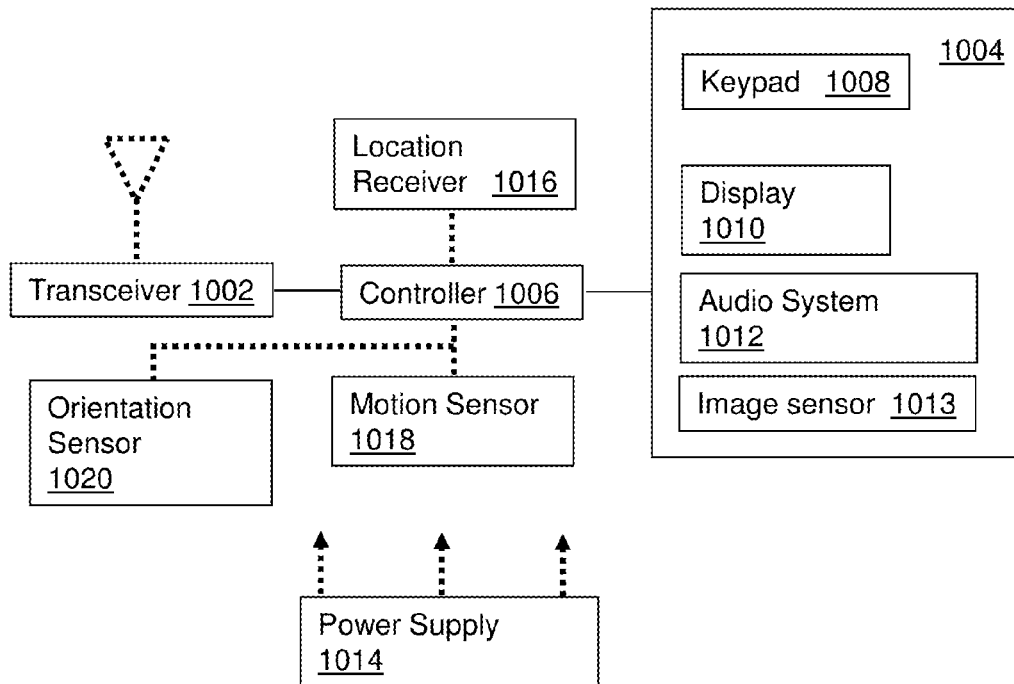 1004
Keypad 1008
Location
Receiver 1016
Display
1010
Transceiver 1002
Controller 1006
Audio System
1012
Image sensor 1013
Orientation
Sensor
1020
Motion Sensor
1018
Power Supply
1014